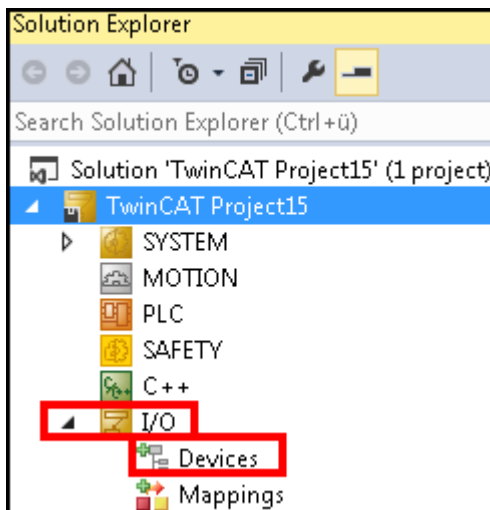 Solution Explorer
Search Solution Explorer (Ctrl+ü)
Solution 'TwinCAT Project15' (1 project)
TwinCAT Project15
SYSTEM
MOTION
PLC
SAFETY
C++
I/O
Devices
Mappings